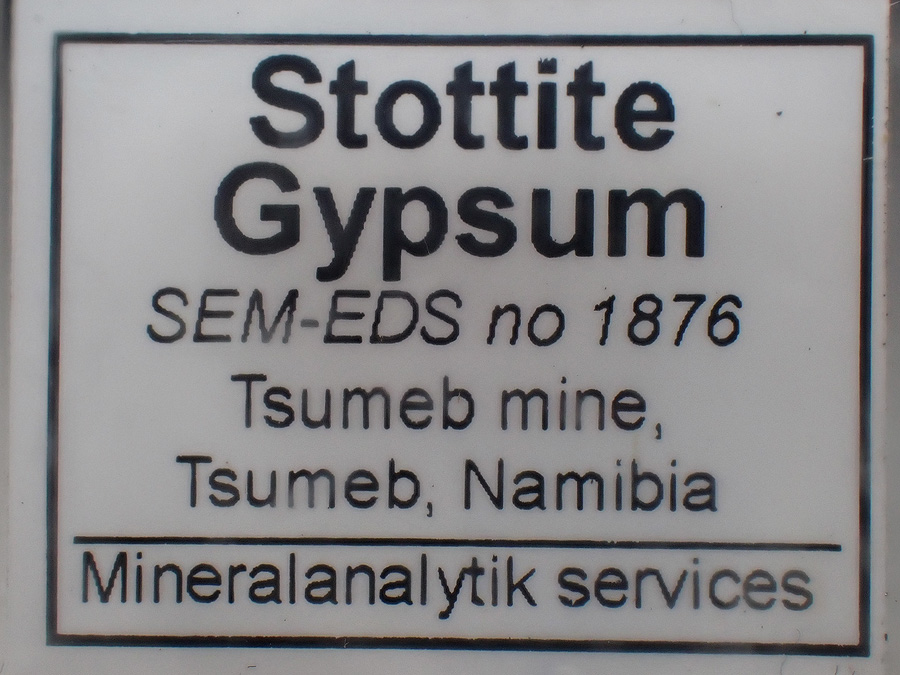 Stottite
Gypsum
SEM-EDS no 1876
Tsumeb mine,
Tsumeb, Namibia
Mineralanalytik services